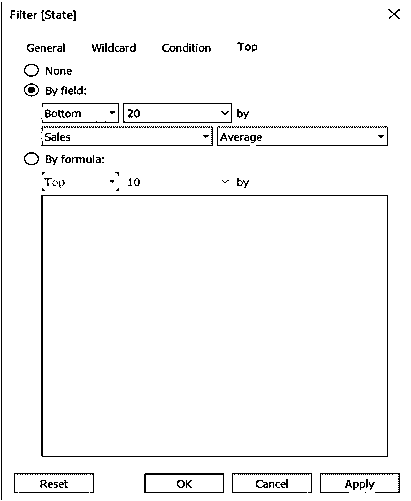 Filter [State]
General Wildcard Condition Top
None
By field:
Bottom 20 by
Sales Average
By formula:
Top 10 by
Reset OK Cancel Apply